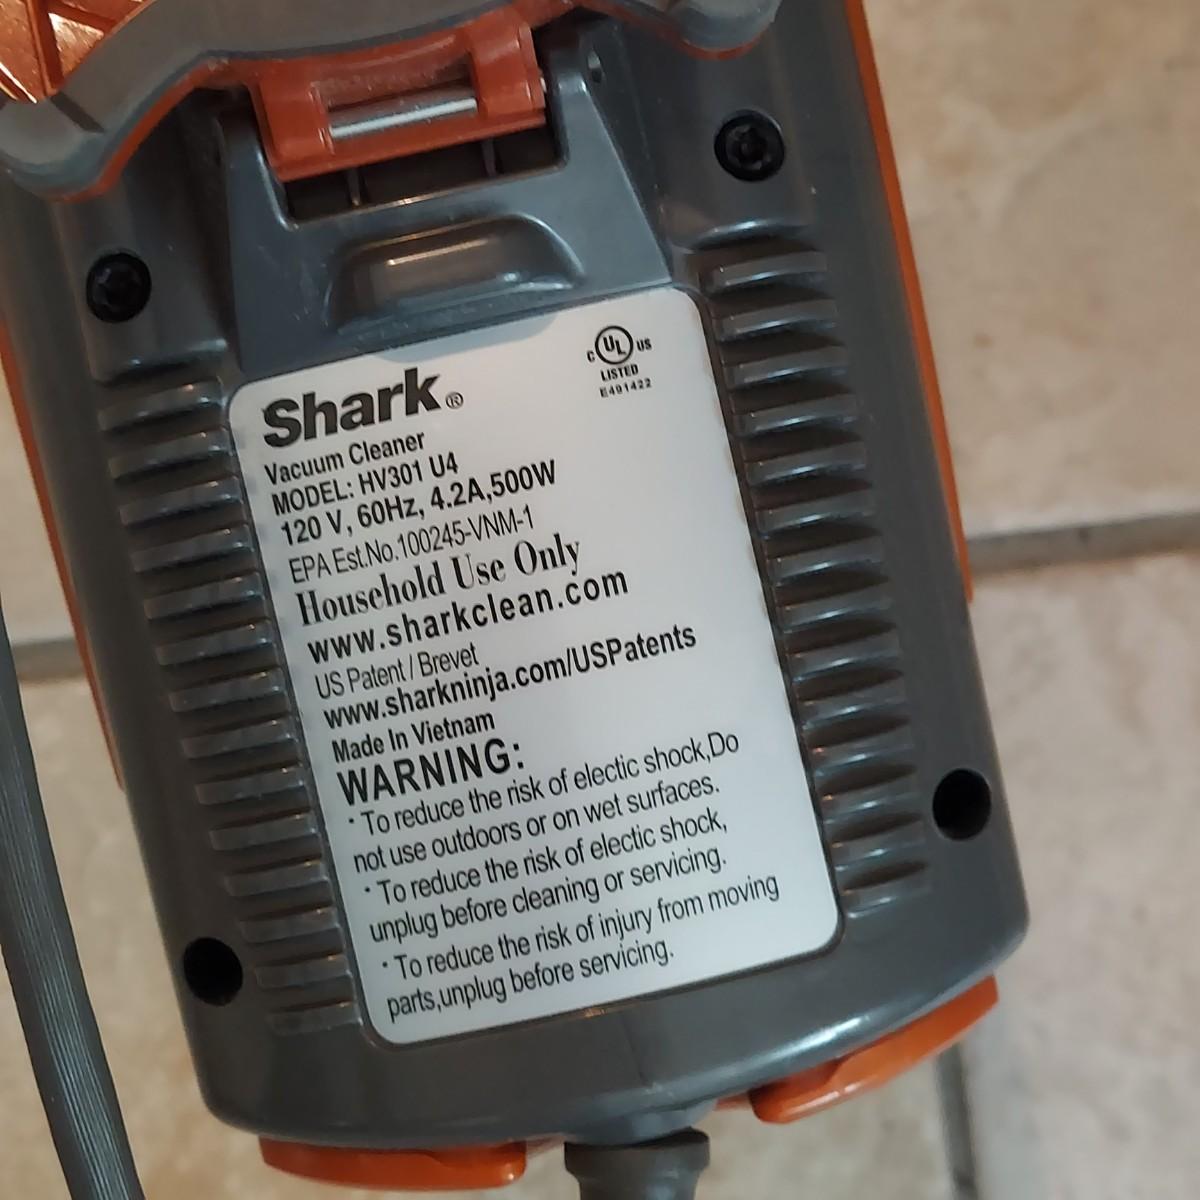 Shark®
C UL US
LISTED
E491422
Vacuum Cleaner
MODEL: HV301 U4
120 V, 60Hz, 4.2A,500W
EPA Est.No.100245-VNM-1
Household Use Only
www.sharkclean.com
US Patent / Brevet
www.sharkninja.com/USPatents
Made In Vietnam
WARNING:
· To reduce the risk of electic shock,Do
not use outdoors or on wet surfaces.
· To reduce the risk of electic shock,
unplug before cleaning or servicing.
· To reduce the risk of injury from moving
parts,unplug before servicing.